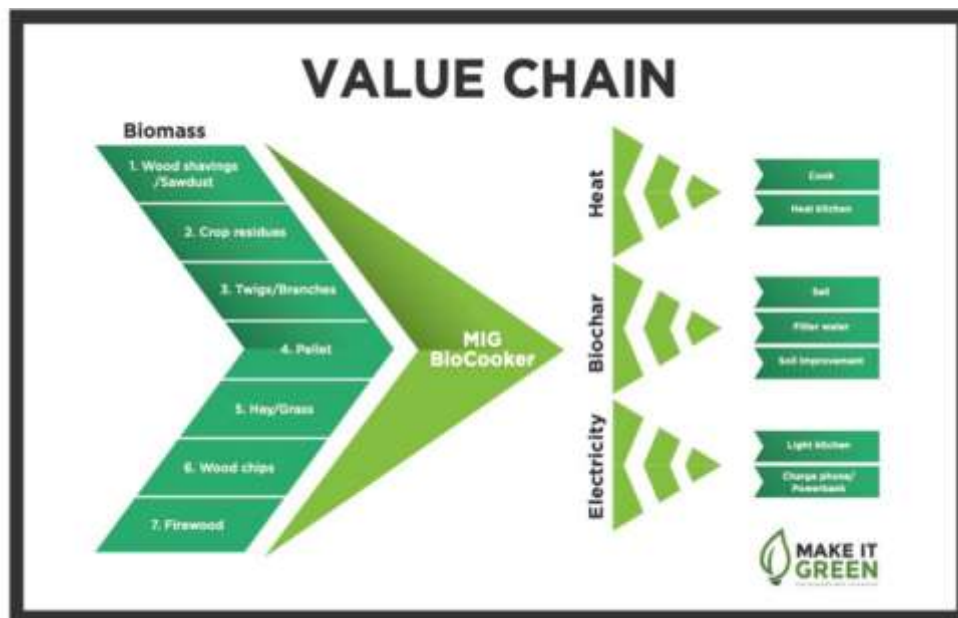 VALUE CHAIN
Biomass
1. Wood shavings
/Sawdust
2. Crop residues
3. Twigs/Branches
4. Pellet
5. Hay/Grass
6. Wood chips
7. Firewood
MIG
BioCooker
Heat
Cook
Heat kitchen
Biochar
Sell
Filter water
Soil improvement
Electricity
Light kitchen
Charge phone/
Powerbank
MAKE IT
GREEN